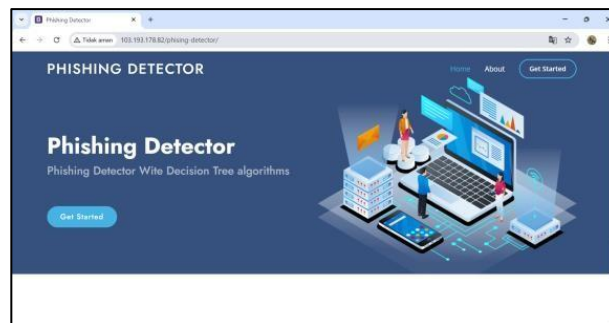 Phishing Detector
Tidak aman
103.193.178.82/phising-detector/
PHISHING DETECTOR
Home
About
Get Started
Phishing Detector
Phishing Detector Wite Decision Tree algorithms
Get Started